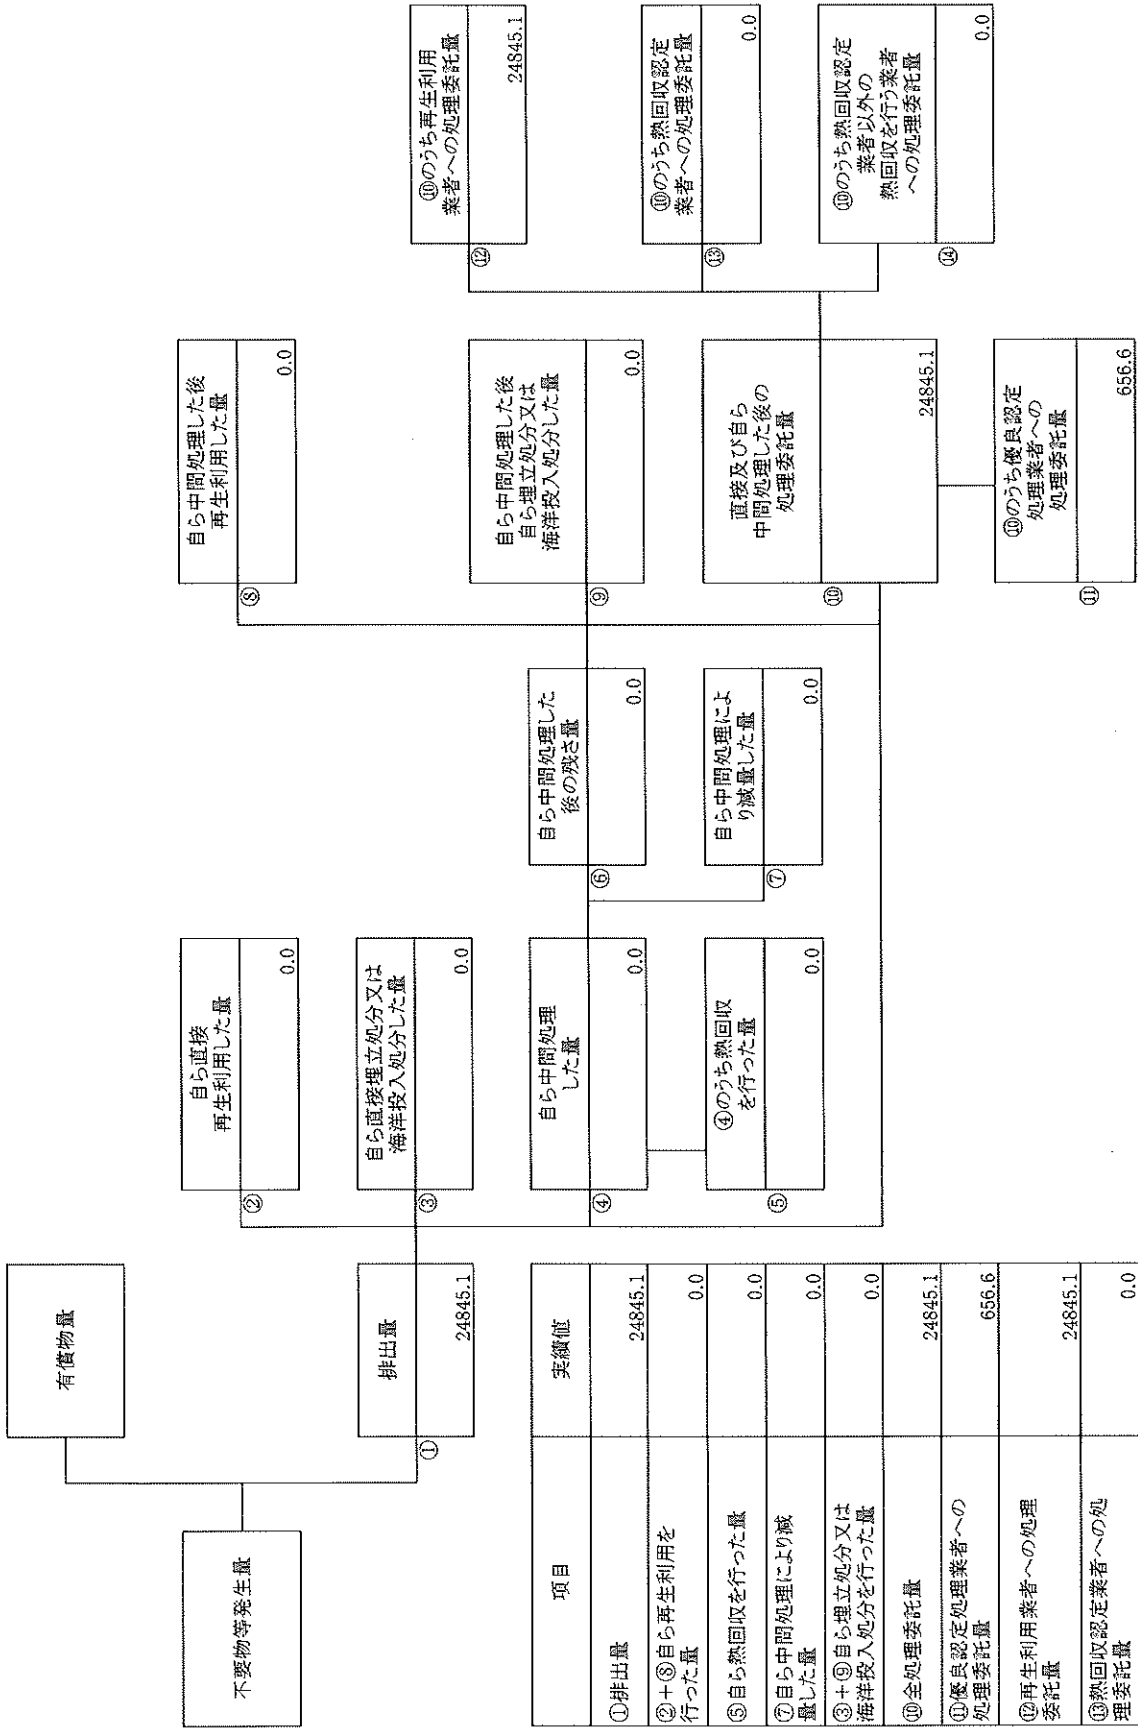 不要物等発生量
有償物量
①
排出量
24845.1
②
自ら直接
再生利用した量
0.0
③
自ら直接埋立処分又は
海洋投入処分した量
0.0
④
自ら中間処理
した量
0.0
⑤
④のうち熱回収
を行った量
0.0
⑥
自ら中間処理した
後の残さ量
0.0
⑦
自ら中間処理によ
り減量した量
0.0
⑧
自ら中間処理した後
再生利用した量
0.0
⑨
自ら中間処理した後
自ら埋立処分又は
海洋投入処分した量
0.0
⑩
直接及び自ら
中間処理した後の
処理委託量
24845.1
⑪
⑩のうち優良認定
処理業者への
処理委託量
656.6
⑫
⑩のうち再生利用
業者への処理委託量
24845.1
⑬
⑩のうち熱回収認定
業者への処理委託量
0.0
⑭
⑩のうち熱回収認定
業者以外の
熱回収を行う業者
への処理委託量
0.0
項目 実績値
①排出量 24845.1
②+⑧自ら再生利用を
行った量 0.0
⑤自ら熱回収を行った量 0.0
⑦自ら中間処理により減
量した量 0.0
③+⑨自ら埋立処分又は
海洋投入処分を行った量 0.0
⑩全処理委託量 24845.1
⑪優良認定処理業者への
処理委託量 656.6
⑫再生利用業者への処理
委託量 24845.1
⑬熱回収認定業者への処
理委託量 0.0